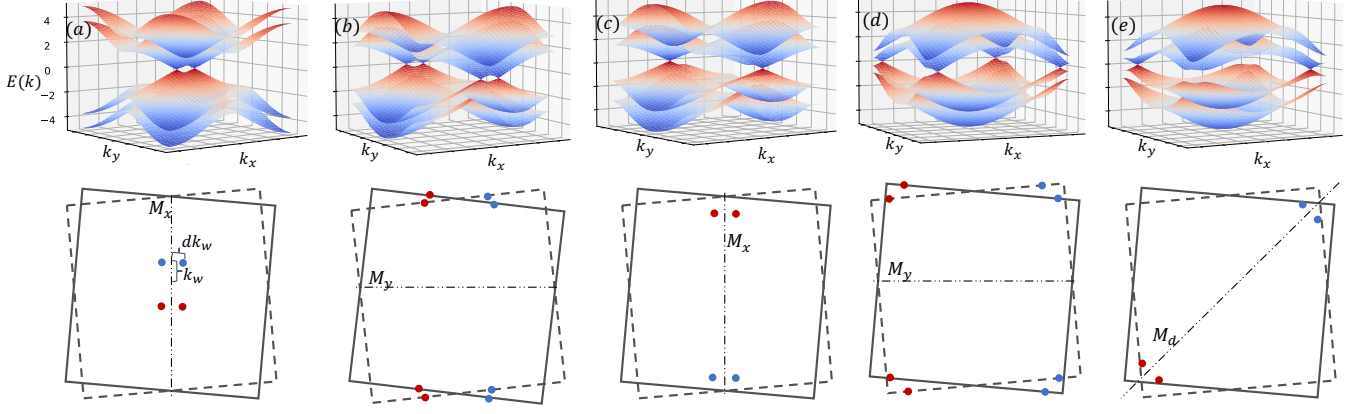 (a) (b) (c) (d) (e)
4
2
0
E(k)
−2
−4
k_y k_x k_y k_x k_y k_x k_y k_x k_y k_x
M_x
dk_w
k_w
M_y
M_x
M_y
M_d